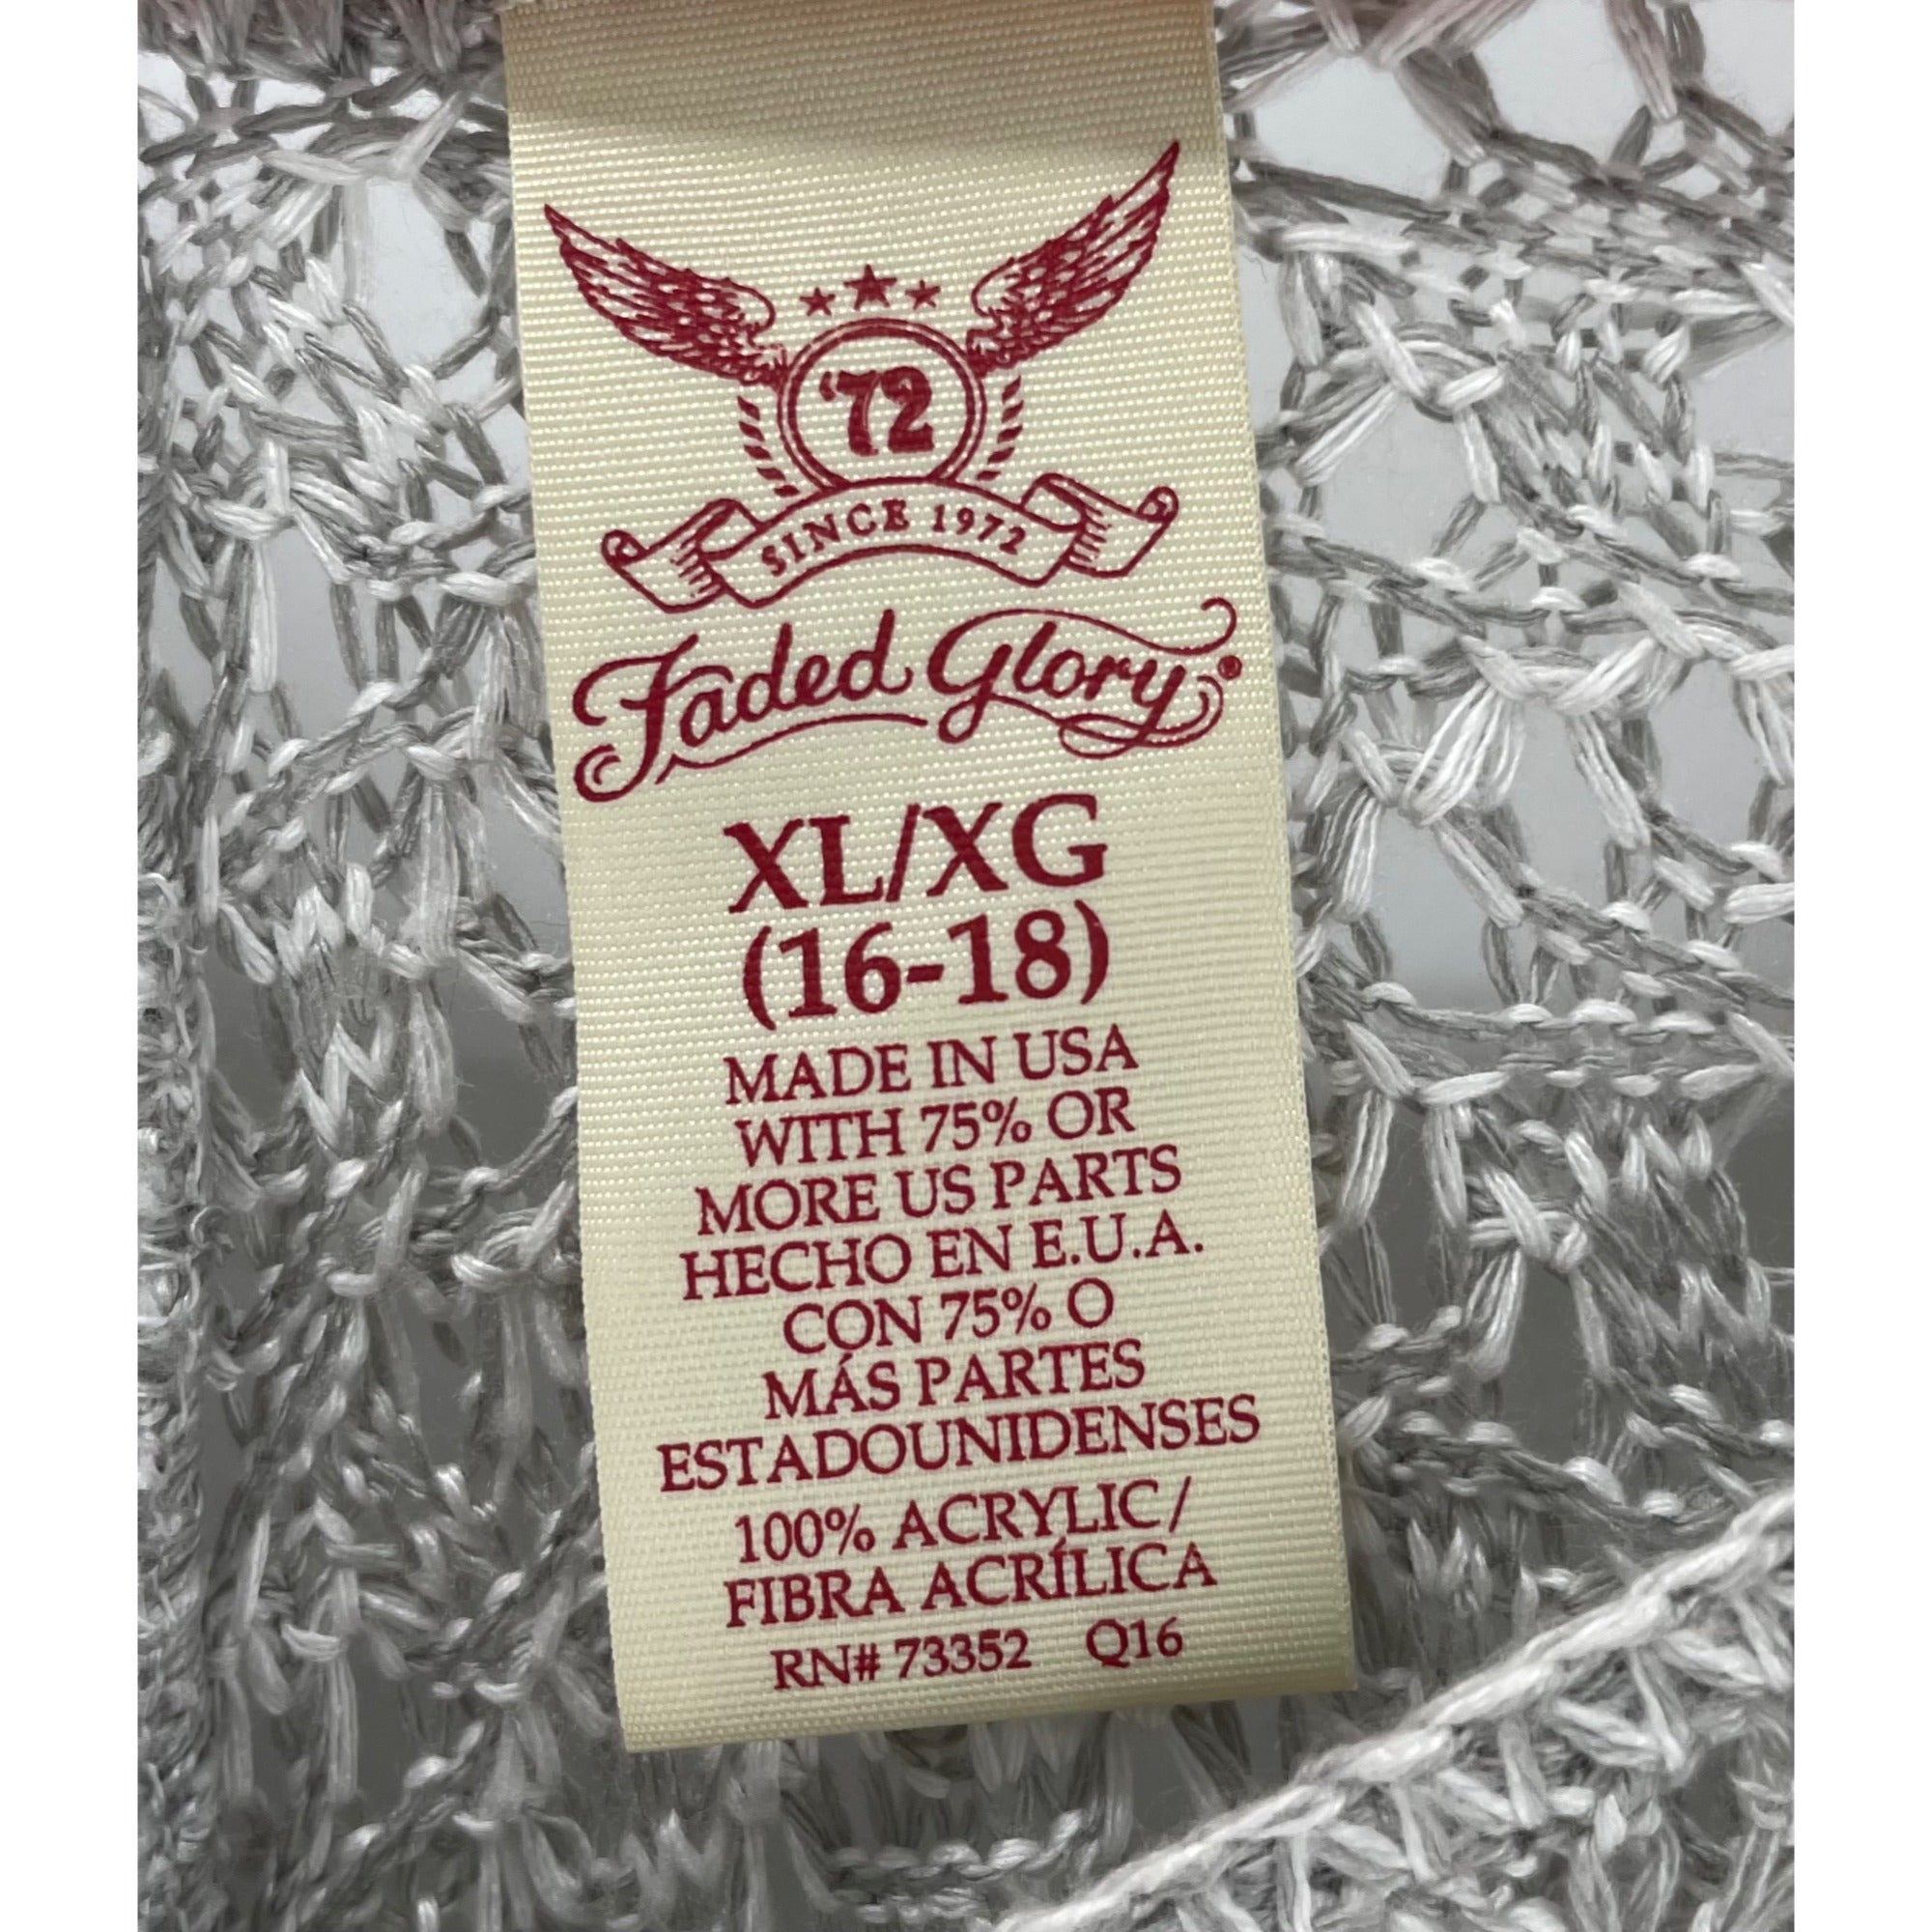 '72
SINCE 1972
Faded Glory®
XL/XG
(16-18)
MADE IN USA
WITH 75% OR
MORE US PARTS
HECHO EN E.U.A.
CON 75% O
MÁS PARTES
ESTADOUNIDENSES
100% ACRYLIC/
FIBRA ACRÍLICA
RN# 73352 Q16